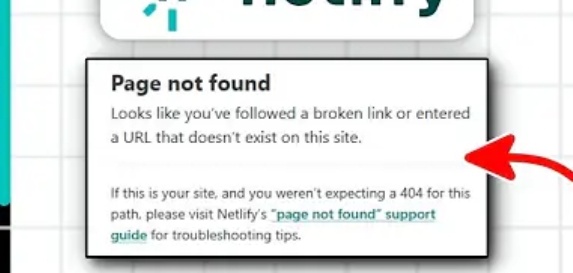 netlify
Page not found
Looks like you've followed a broken link or entered
a URL that doesn't exist on this site.
If this is your site, and you weren't expecting a 404 for this
path, please visit Netlify's "page not found" support
guide for troubleshooting tips.